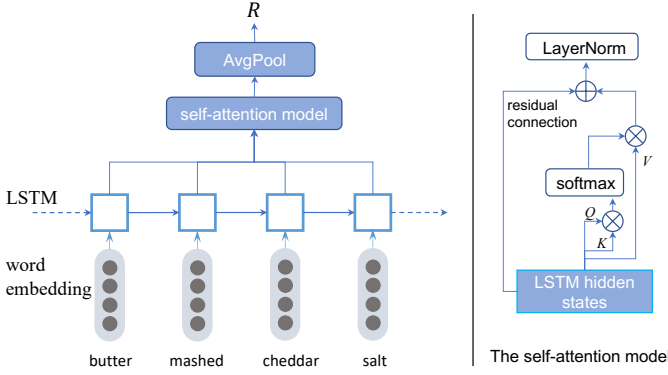 R
AvgPool
self-attention model
LSTM
word
embedding
butter mashed cheddar salt
LayerNorm
residual
connection
V
softmax
Q
K
LSTM hidden
states
The self-attention model